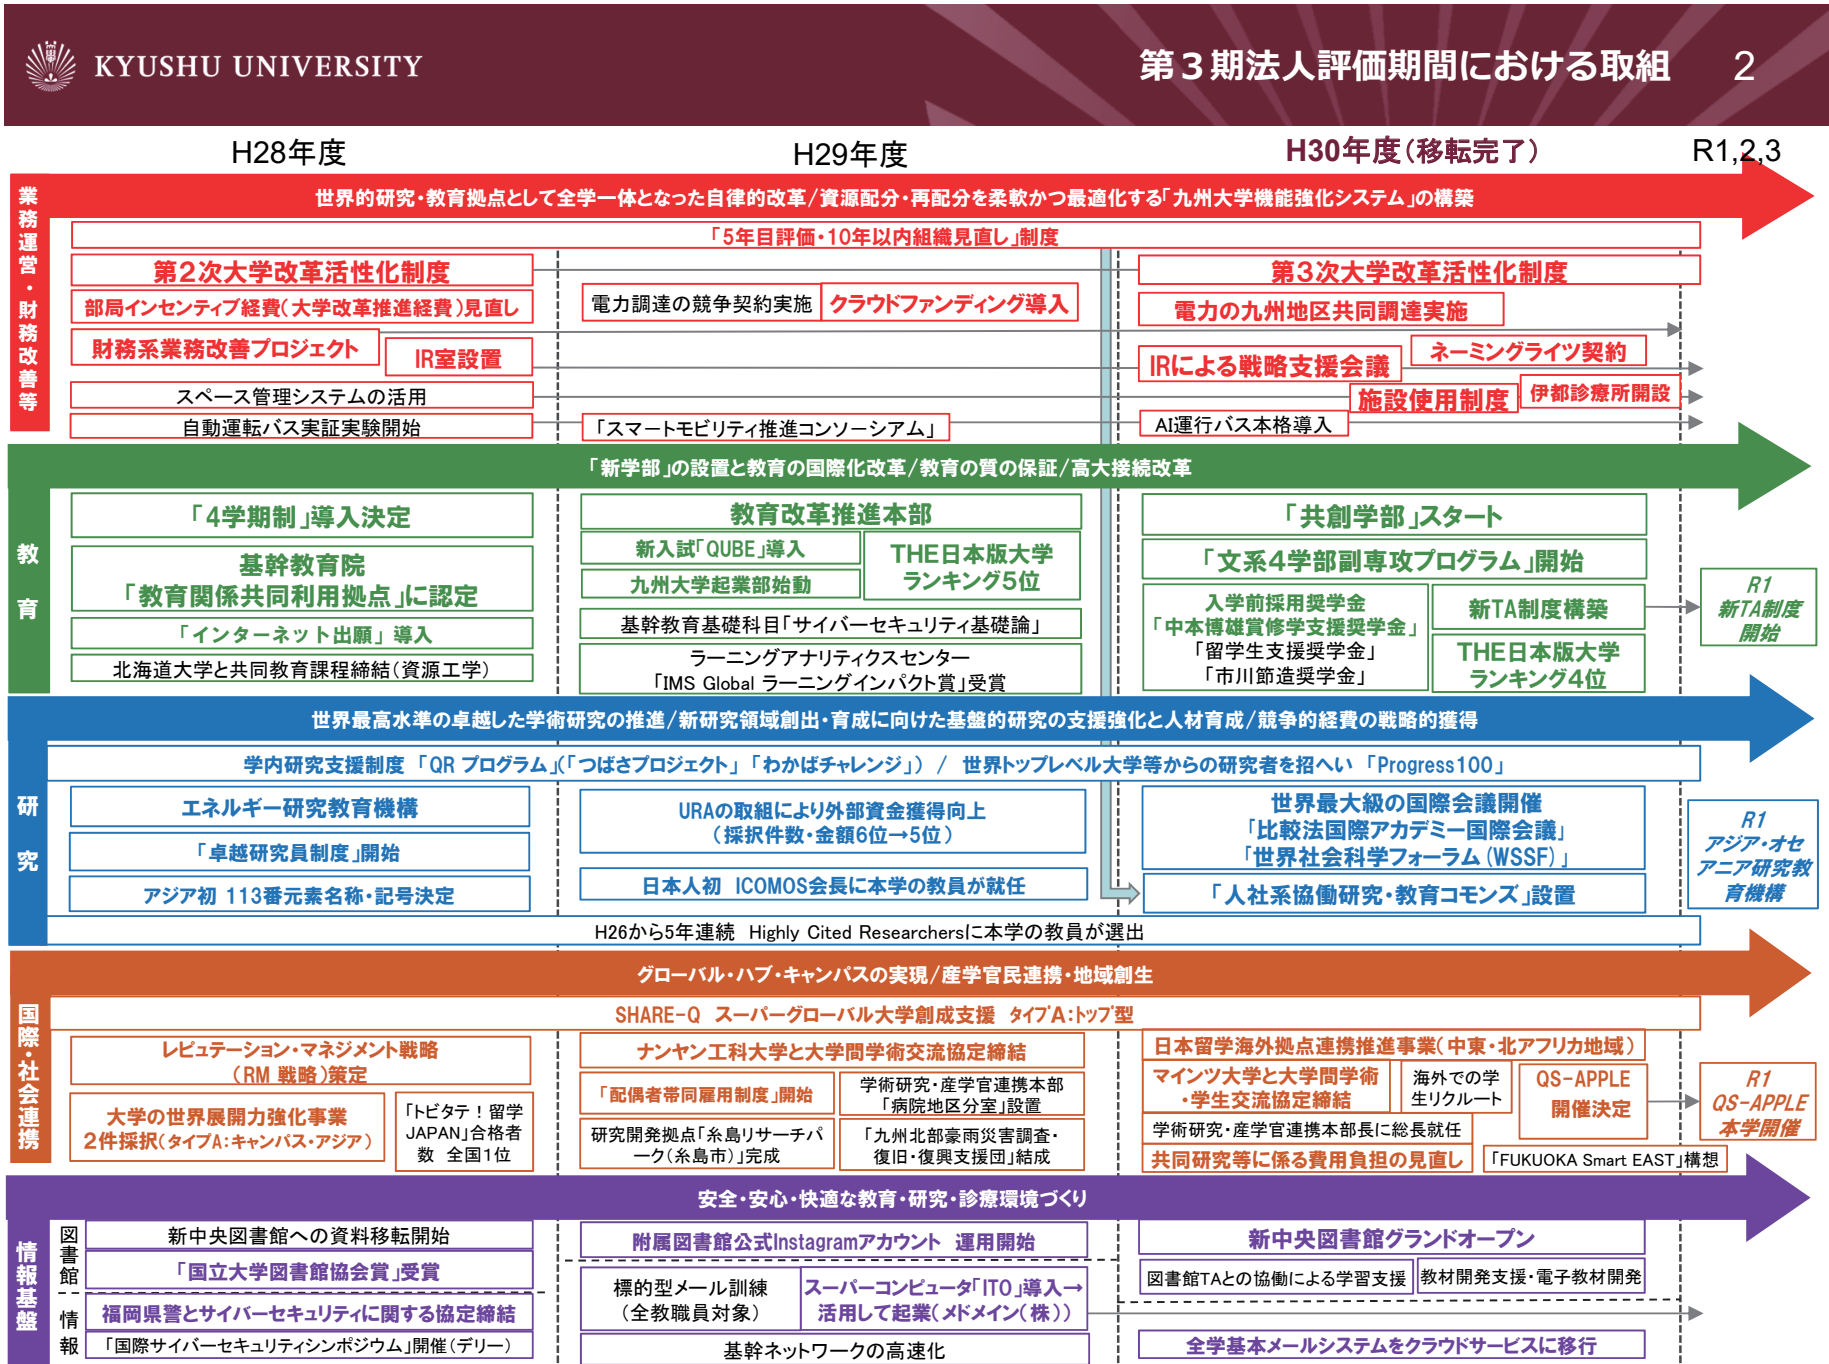 KYUSHU UNIVERSITY
第３期法人評価期間における取組
2
H28年度
H29年度
H30年度（移転完了）
R1,2,3
業務運営・財務改善等
世界的研究・教育拠点として全学一体となった自律的改革/資源配分・再配分を柔軟かつ最適化する「九州大学機能強化システム」の構築
「5年目評価・10年以内組織見直し」制度
第２次大学改革活性化制度
第３次大学改革活性化制度
部局インセンティブ経費（大学改革推進経費）見直し
電力調達の競争契約実施
クラウドファンディング導入
電力の九州地区共同調達実施
財務系業務改善プロジェクト
IR室設置
IRによる戦略支援会議
ネーミングライツ契約
スペース管理システムの活用
施設使用制度
伊都診療所開設
自動運転バス実証実験開始
「スマートモビリティ推進コンソーシアム」
AI運行バス本格導入
教育
「新学部」の設置と教育の国際化改革/教育の質の保証/高大接続改革
「4学期制」導入決定
基幹教育院
「教育関係共同利用拠点」に認定
「インターネット出願」導入
北海道大学と共同教育課程締結（資源工学）
教育改革推進本部
新入試「QUBE」導入
九州大学起業部始動
THE日本版大学
ランキング5位
基幹教育基礎科目「サイバーセキュリティ基礎論」
ラーニングアナリティクスセンター
「IMS Global ラーニングインパクト賞」受賞
「共創学部」スタート
「文系４学部副専攻プログラム」開始
入学前採用奨学金
「中本博雄賞修学支援奨学金」
「留学生支援奨学金」
「市川節造奨学金」
新TA制度構築
THE日本版大学
ランキング4位
R1
新TA制度
開始
研究
世界最高水準の卓越した学術研究の推進/新研究領域創出・育成に向けた基盤的研究の支援強化と人材育成/競争的経費の戦略的獲得
学内研究支援制度 「QR プログラム」（「つばさプロジェクト」「わかばチャレンジ」） / 世界トップレベル大学等からの研究者を招へい 「Progress100」
エネルギー研究教育機構
「卓越研究員制度」開始
アジア初 113番元素名称・記号決定
URAの取組により外部資金獲得向上
（採択件数・金額6位→5位）
日本人初 ICOMOS会長に本学の教員が就任
世界最大級の国際会議開催
「比較法国際アカデミー国際会議」
「世界社会科学フォーラム（WSSF）」
「人社系協働研究・教育コモンズ」設置
R1
アジア・オセ
アニア研究教
育機構
H26から5年連続 Highly Cited Researchersに本学の教員が選出
国際・社会連携
グローバル・ハブ・キャンパスの実現/産学官民連携・地域創生
SHARE-Q スーパーグローバル大学創成支援 タイプA：トップ型
レピュテーション・マネジメント戦略
（RM 戦略）策定
大学の世界展開力強化事業
2件採択（タイプA：キャンパス・アジア）
「トビタテ！留学
JAPAN」合格者
数 全国1位
ナンヤン工科大学と大学間学術交流協定締結
「配偶者帯同雇用制度」開始
学術研究・産学官連携本部
「病院地区分室」設置
研究開発拠点「糸島リサーチパ
ーク（糸島市）」完成
「九州北部豪雨災害調査・
復旧・復興支援団」結成
日本留学海外拠点連携推進事業（中東・北アフリカ地域）
マインツ大学と大学間学術
・学生交流協定締結
海外での学
生リクルート
QS-APPLE
開催決定
学術研究・産学官連携本部長に総長就任
共同研究等に係る費用負担の見直し
「FUKUOKA Smart EAST」構想
R1
QS-APPLE
本学開催
情報基盤
安全・安心・快適な教育・研究・診療環境づくり
図書館
新中央図書館への資料移転開始
「国立大学図書館協会賞」受賞
附属図書館公式Instagramアカウント 運用開始
新中央図書館グランドオープン
図書館TAとの協働による学習支援
教材開発支援・電子教材開発
情報
福岡県警とサイバーセキュリティに関する協定締結
「国際サイバーセキュリティシンポジウム」開催（デリー）
標的型メール訓練
（全教職員対象）
スーパーコンピュータ「ITO」導入→
活用して起業（メドメイン（株））
基幹ネットワークの高速化
全学基本メールシステムをクラウドサービスに移行